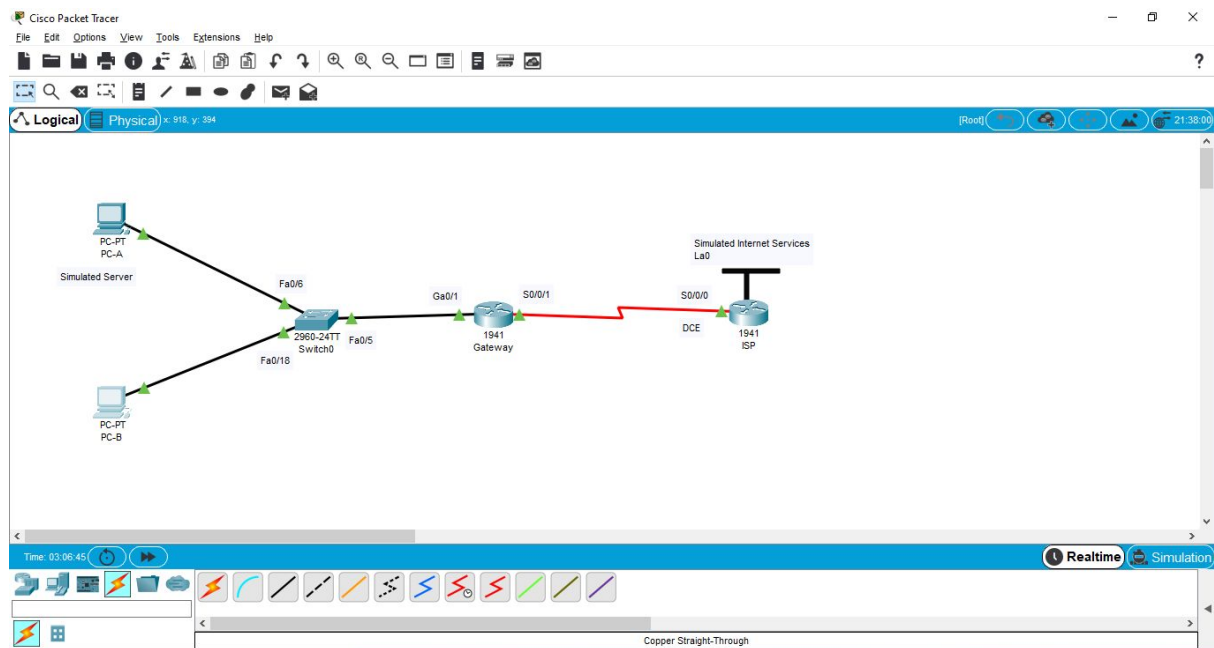 Cisco Packet Tracer
File Edit Options View Tools Extensions Help
?
Logical
Physical
x: 918, y: 394
[Root]
21:38:00
PC-PT
PC-A
Simulated Server
Fa0/6
2960-24TT
Switch0
Fa0/5
Fa0/18
PC-PT
PC-B
Ga0/1
S0/0/1
1941
Gateway
Simulated Internet Services
La0
S0/0/0
DCE
1941
ISP
Time: 03:06:45
Realtime
Simulation
Copper Straight-Through